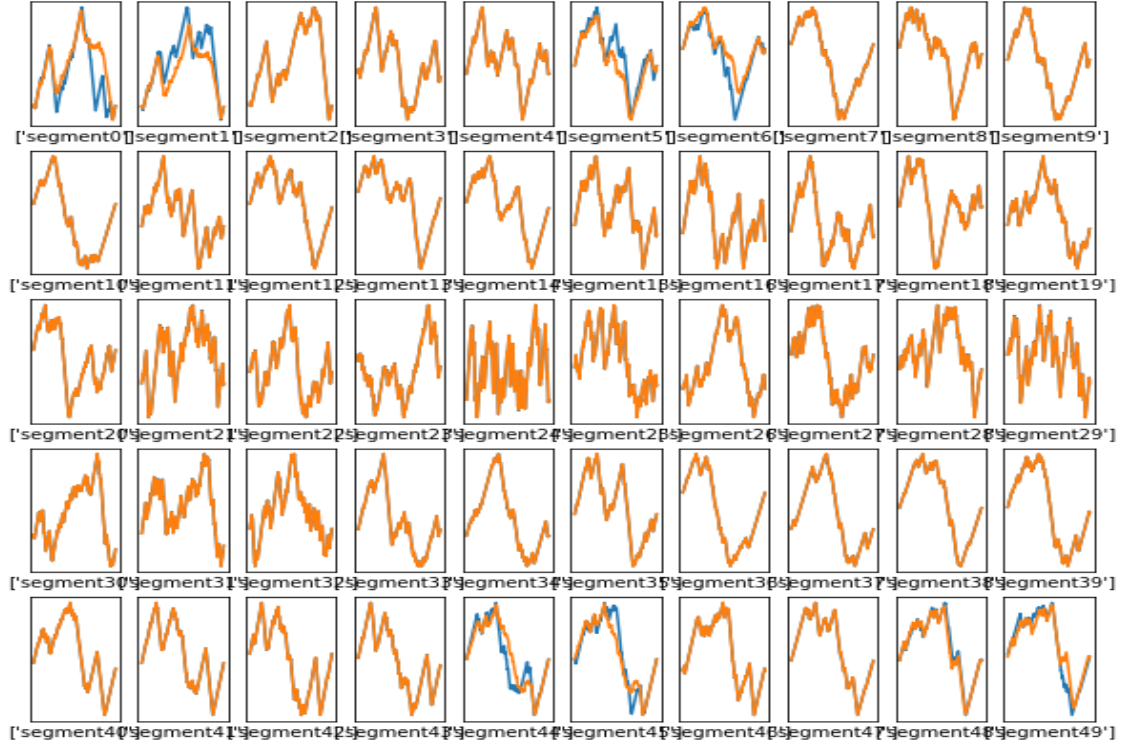 ['segment0'] ['segment1'] ['segment2'] ['segment3'] ['segment4'] ['segment5'] ['segment6'] ['segment7'] ['segment8'] ['segment9']
['segment10'] ['segment11'] ['segment12'] ['segment13'] ['segment14'] ['segment15'] ['segment16'] ['segment17'] ['segment18'] ['segment19']
['segment20'] ['segment21'] ['segment22'] ['segment23'] ['segment24'] ['segment25'] ['segment26'] ['segment27'] ['segment28'] ['segment29']
['segment30'] ['segment31'] ['segment32'] ['segment33'] ['segment34'] ['segment35'] ['segment36'] ['segment37'] ['segment38'] ['segment39']
['segment40'] ['segment41'] ['segment42'] ['segment43'] ['segment44'] ['segment45'] ['segment46'] ['segment47'] ['segment48'] ['segment49']